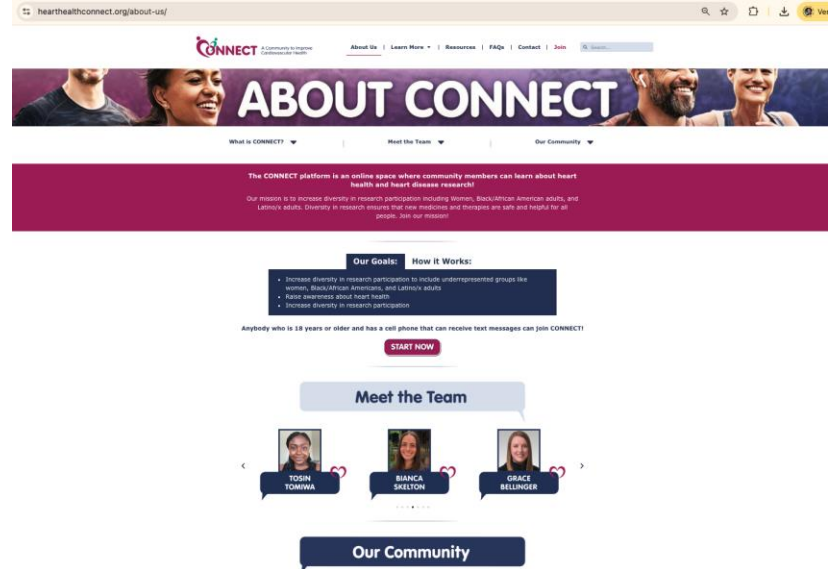 hearthealthconnect.org/about-us/
CONNECT A Community to Improve
Cardiovascular Health
About Us | Learn More | Resources | FAQs | Contact | Join Search...
ABOUT CONNECT
What is CONNECT? | Meet the Team | Our Community
The CONNECT platform is an online space where community members can learn about heart
health and heart disease research!
Our mission is to increase diversity in research participation including Women, Black/African American adults, and
Latino/x adults. Diversity in research ensures that new medicines and therapies are safe and helpful for all
people. Join our mission!
Our Goals: How it Works:
• Increase diversity in research participation to include underrepresented groups like
women, Black/African Americans, and Latino/x adults
• Raise awareness about heart health
• Increase diversity in research participation
Anybody who is 18 years or older and has a cell phone that can receive text messages can join CONNECT!
START NOW
Meet the Team
TOSIN
TOMIWA
BIANCA
SKELTON
GRACE
BELLINGER
Our Community